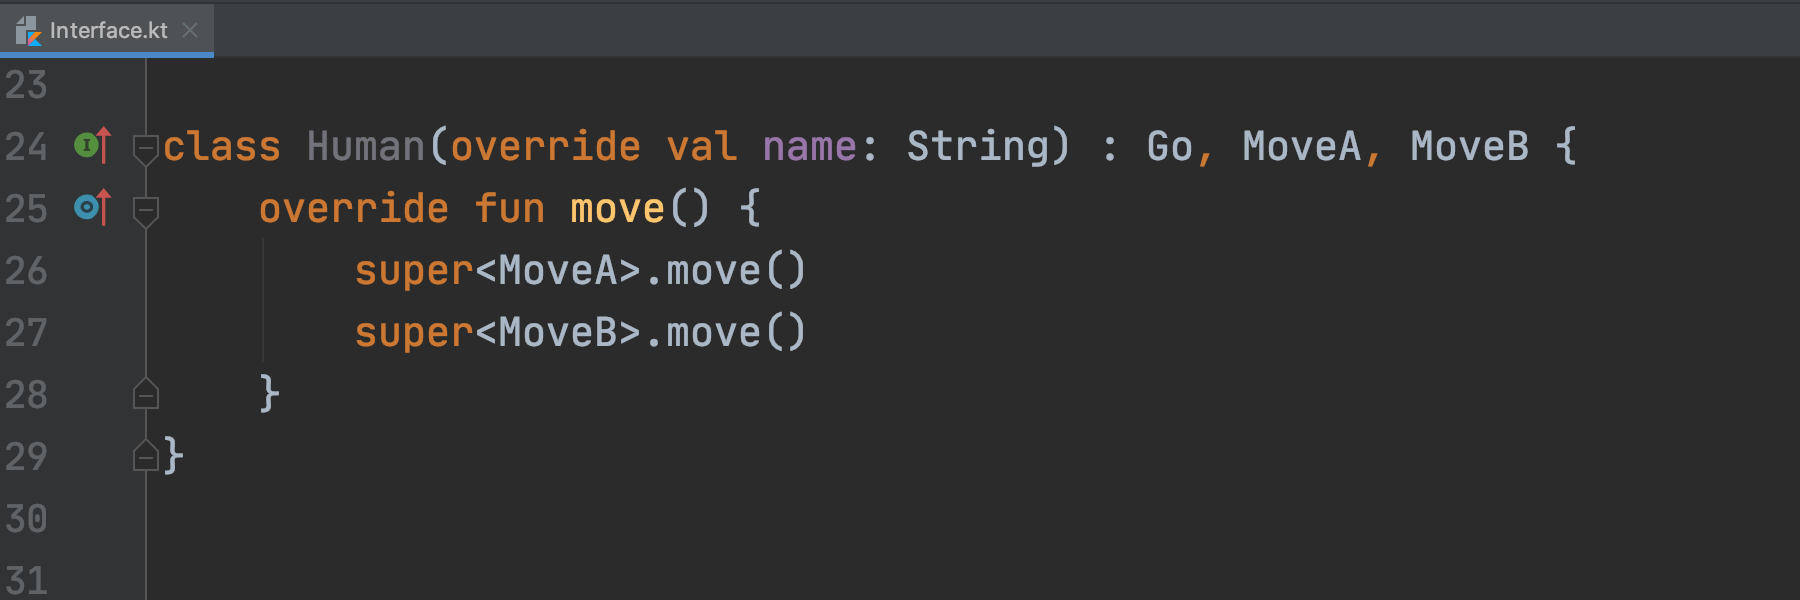 Interface.kt
23
24 class Human(override val name: String) : Go, MoveA, MoveB {
25 override fun move() {
26 super<MoveA>.move()
27 super<MoveB>.move()
28 }
29 }
30
31